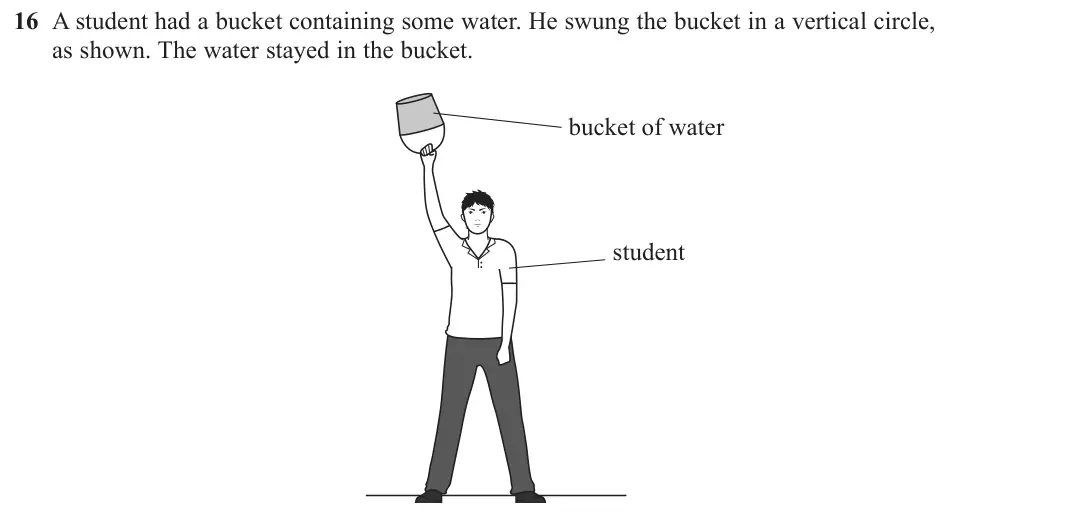 16 A student had a bucket containing some water. He swung the bucket in a vertical circle,
as shown. The water stayed in the bucket.
bucket of water
student